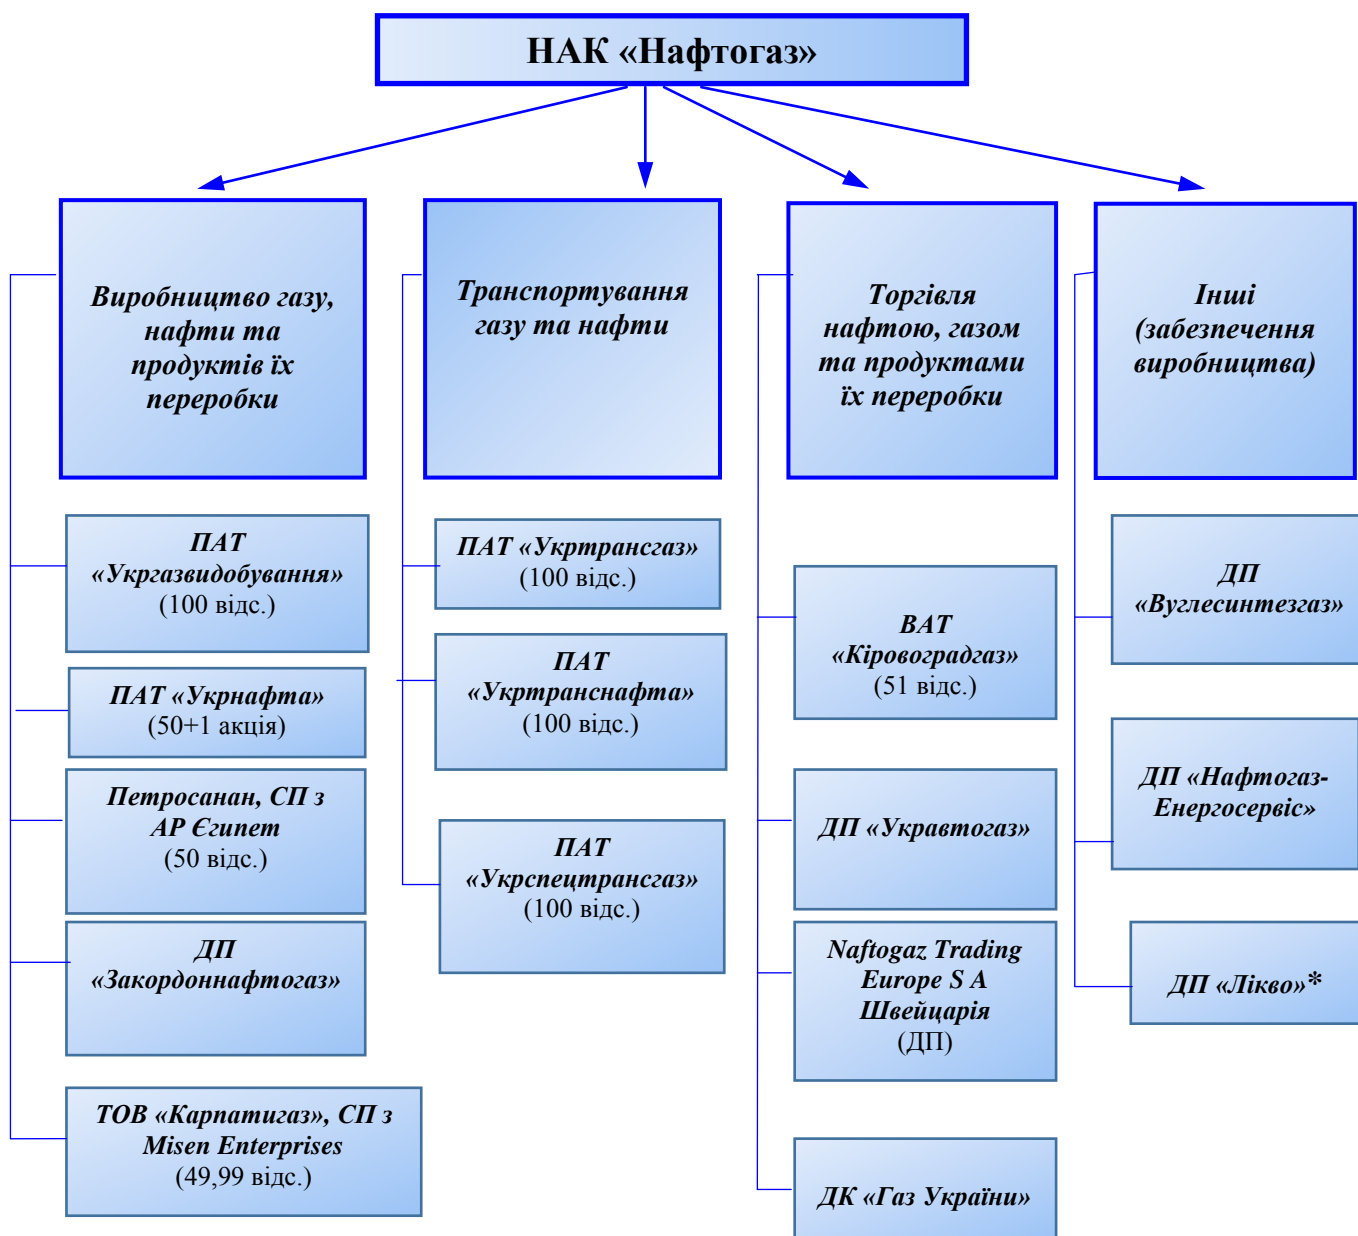 НАК «Нафтогаз»
Виробництво газу,
нафти та
продуктів їх
переробки
ПАТ
«Укргазвидобування»
(100 відс.)
ПАТ «Укрнафта»
(50+1 акція)
Петросанан, СП з
АР Єгипет
(50 відс.)
ДП
«Закордоннафтогаз»
ТОВ «Карпатигаз», СП з
Misen Enterprises
(49,99 відс.)
Транспортування
газу та нафти
ПАТ «Укртрансгаз»
(100 відс.)
ПАТ
«Укртранснафта»
(100 відс.)
ПАТ
«Укрспецтрансгаз»
(100 відс.)
Торгівля
нафтою, газом
та продуктами
їх переробки
ВАТ
«Кіровоградгаз»
(51 відс.)
ДП «Укравтогаз»
Naftogaz Trading
Europe S A
Швейцарія
(ДП)
ДК «Газ України»
Інші
(забезпечення
виробництва)
ДП
«Вуглесинтезгаз»
ДП «Нафтогаз-
Енергосервіс»
ДП «Лікво»*